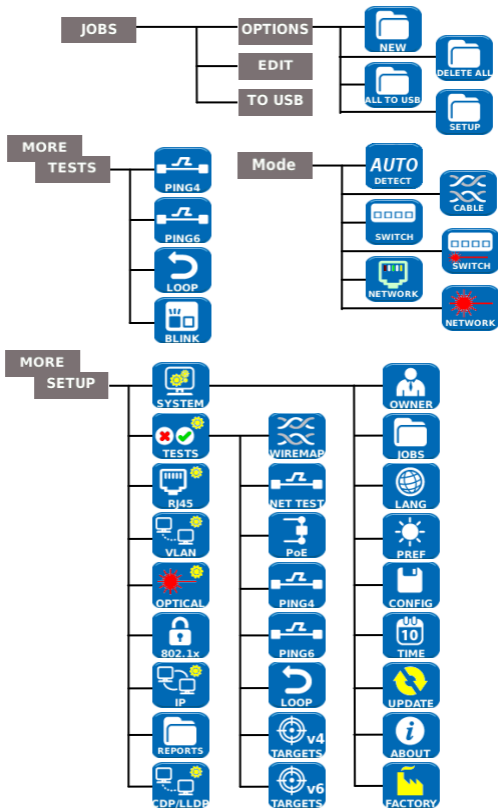 JOBS
OPTIONS
NEW
DELETE ALL
EDIT
ALL TO USB
TO USB
SETUP
MORE
TESTS
PING4
PING6
LOOP
BLINK
Mode
AUTO
DETECT
CABLE
SWITCH
SWITCH
NETWORK
NETWORK
MORE
SETUP
SYSTEM
TESTS
RJ45
VLAN
OPTICAL
802.1x
IP
REPORTS
CDP/LLDP
WIREMAP
NET TEST
PoE
PING4
PING6
LOOP
v4
TARGETS
v6
TARGETS
OWNER
JOBS
LANG
PREF
CONFIG
10
TIME
UPDATE
i
ABOUT
FACTORY